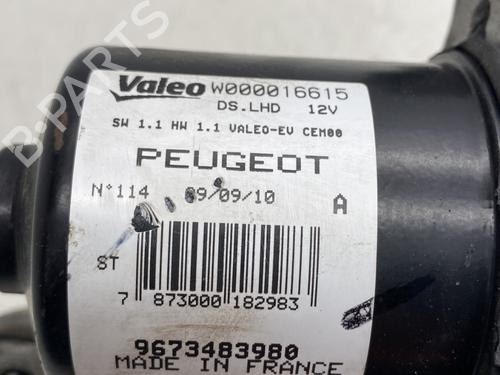 Valeo W000016615
DS.LHD 12V
SW 1.1 HW 1.1 VALEO-EV CEM00
PEUGEOT
N°114 09/09/10 A
ST
7 873000 182983
9673483980
MADE IN FRANCE